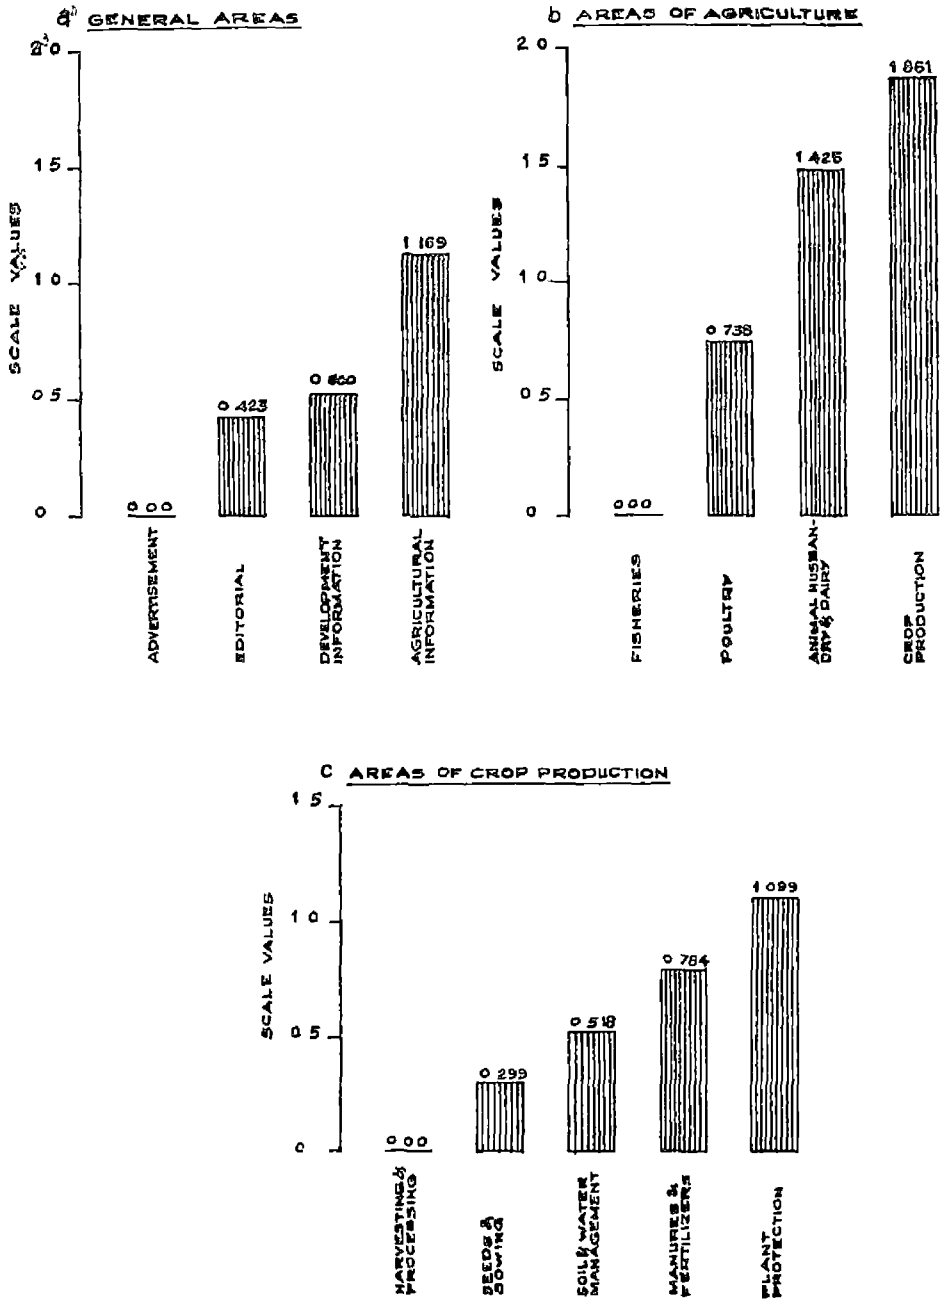 a GENERAL AREAS
2 0
1 5
1 0
0 5
0
SCALE VALUES
0 00
0 423
1 169
ADVERTISEMENT
EDITORIAL
DEVELOPMENT
INFORMATION
AGRICULTURAL
INFORMATION
b AREAS OF AGRICULTURE
2 0
1 5
1 0
0 5
0
SCALE VALUES
000
0 738
1 425
1 861
FISHERIES
POULTRY
ANIMAL HUSBAN-
DRY & DAIRY
CROP
PRODUCTION
C AREAS OF CROP PRODUCTION
1 5
1 0
0 5
0
SCALE VALUES
0 00
0 299
0 518
0 784
1 099
HARVESTING &
PROCESSING
SEEDS &
SOWING
SOIL & WATER
MANAGEMENT
MANURES &
FERTILIZERS
PLANT
PROTECTION